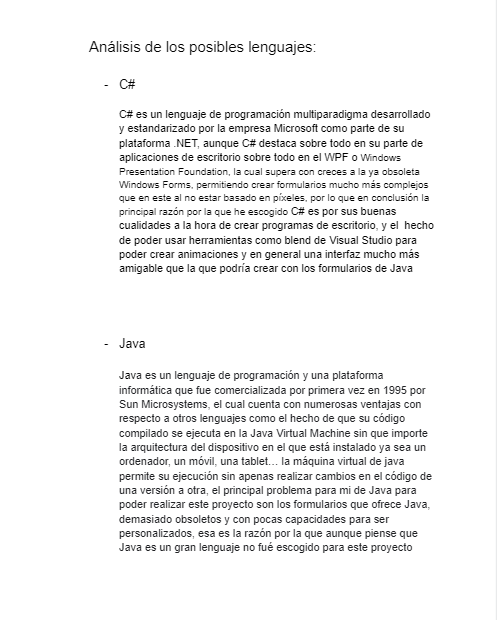 Análisis de los posibles lenguajes:
- C#
C# es un lenguaje de programación multiparadigma desarrollado
y estandarizado por la empresa Microsoft como parte de su
plataforma .NET, aunque C# destaca sobre todo en su parte de
aplicaciones de escritorio sobre todo en el WPF o Windows
Presentation Foundation, la cual supera con creces a la ya obsoleta
Windows Forms, permitiendo crear formularios mucho más complejos
que en este al no estar basado en píxeles, por lo que en conclusión la
principal razón por la que he escogido C# es por sus buenas
cualidades a la hora de crear programas de escritorio, y el hecho
de poder usar herramientas como blend de Visual Studio para
poder crear animaciones y en general una interfaz mucho más
amigable que la que podría crear con los formularios de Java
- Java
Java es un lenguaje de programación y una plataforma
informática que fue comercializada por primera vez en 1995 por
Sun Microsystems, el cual cuenta con numerosas ventajas con
respecto a otros lenguajes como el hecho de que su código
compilado se ejecuta en la Java Virtual Machine sin que importe
la arquitectura del dispositivo en el que está instalado ya sea un
ordenador, un móvil, una tablet… la máquina virtual de java
permite su ejecución sin apenas realizar cambios en el código de
una versión a otra, el principal problema para mi de Java para
poder realizar este proyecto son los formularios que ofrece Java,
demasiado obsoletos y con pocas capacidades para ser
personalizados, esa es la razón por la que aunque piense que
Java es un gran lenguaje no fué escogido para este proyecto